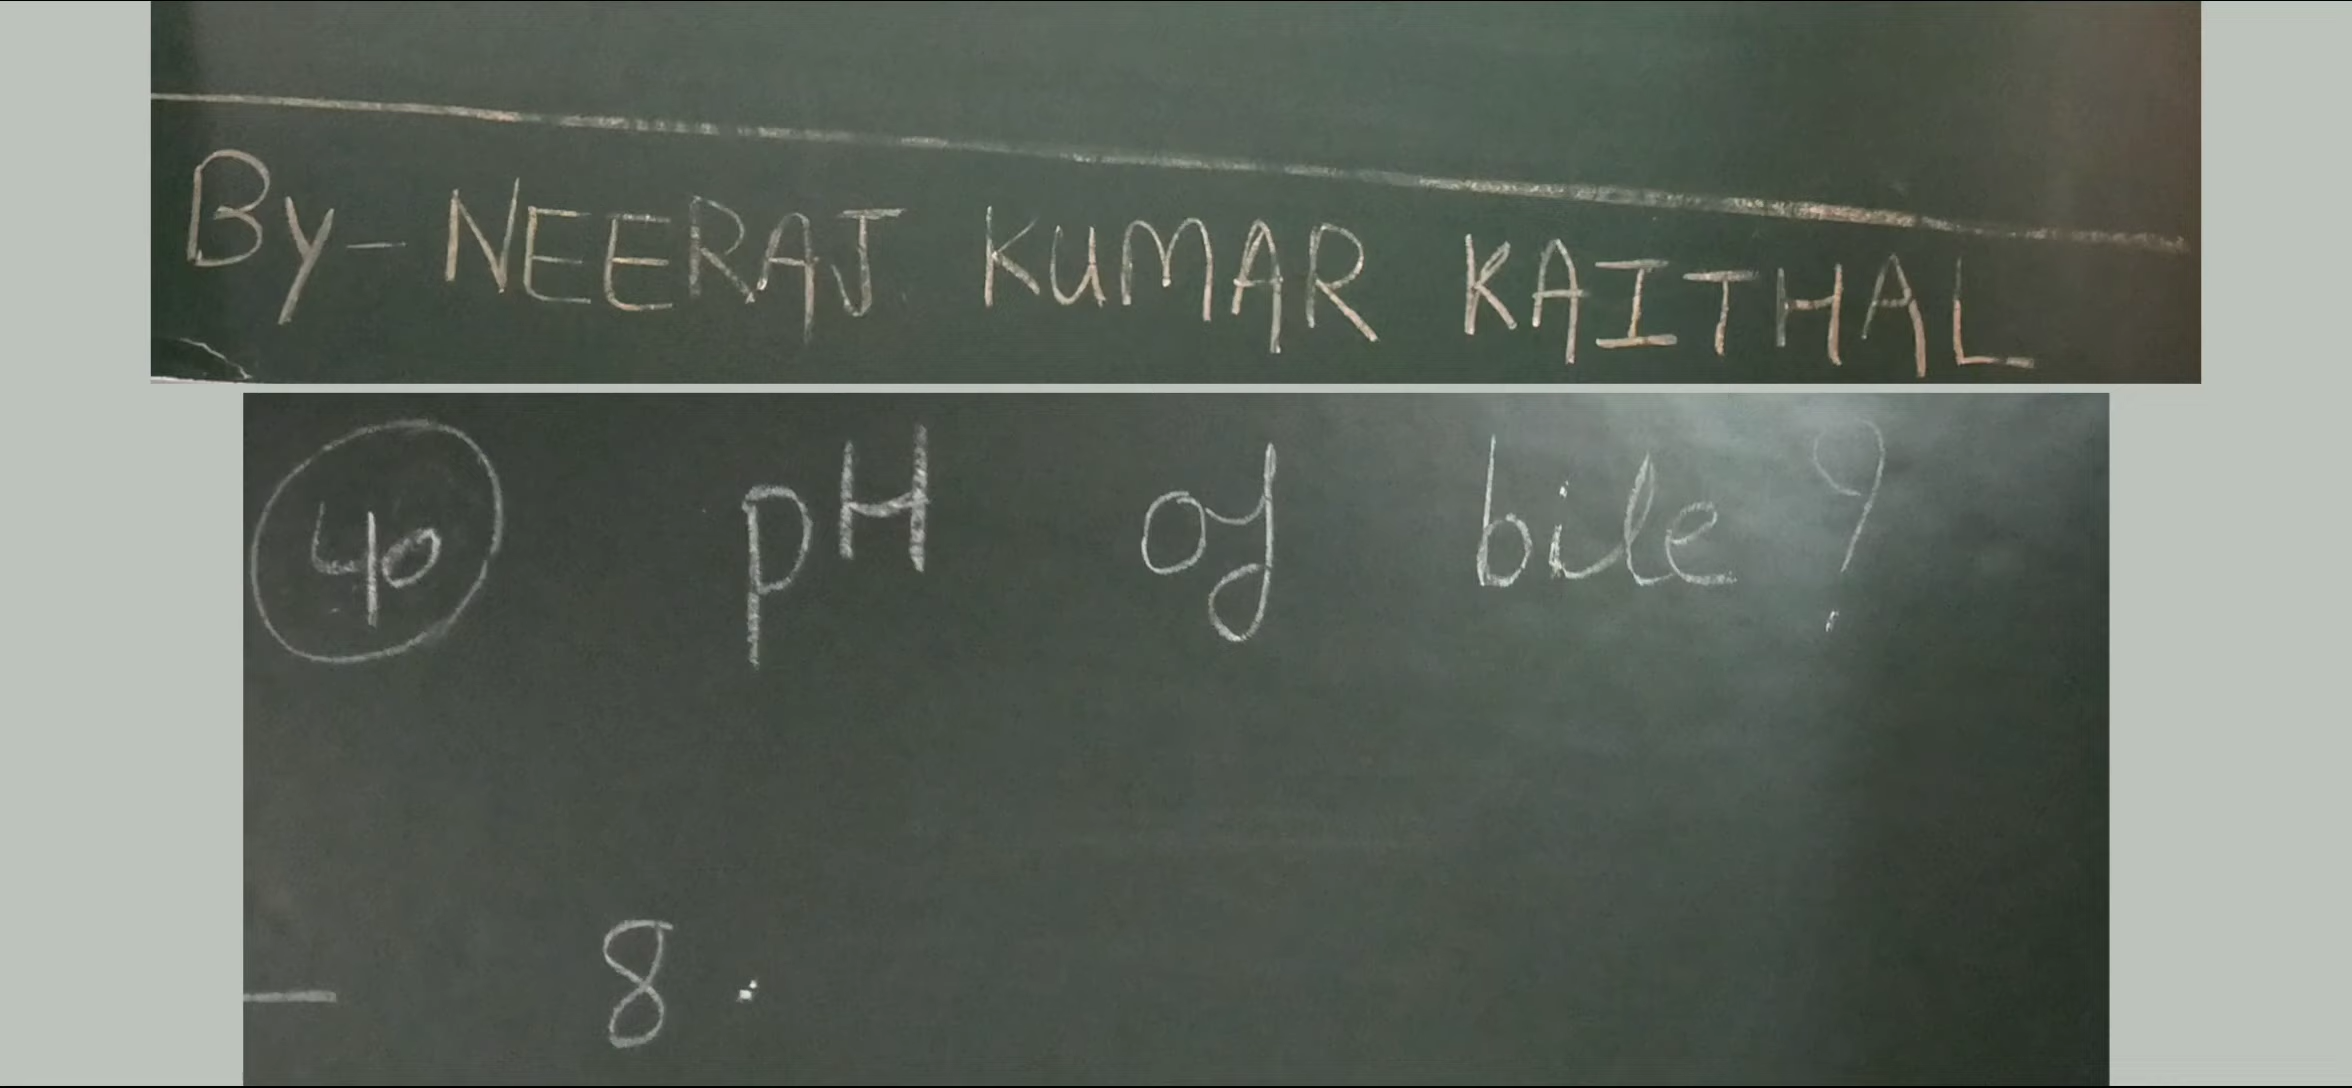 By- NEERAJ KUMAR KAITHAL
40 pH of bile?
- 8.